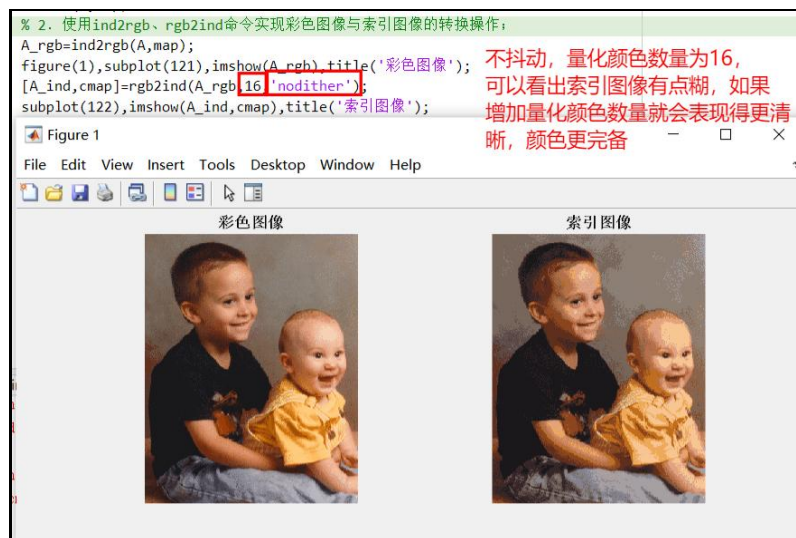 % 2. 使用ind2rgb、rgb2ind命令实现彩色图像与索引图像的转换操作;
A_rgb=ind2rgb(A,map);
figure(1),subplot(121),imshow(A_rgb),title('彩色图像');
[A_ind,cmap]=rgb2ind(A_rgb,16,'nodither');
subplot(122),imshow(A_ind,cmap),title('索引图像');
不抖动，量化颜色数量为16，
可以看出索引图像有点糊，如果
增加量化颜色数量就会表现得更清
晰，颜色更完备
Figure 1
File Edit View Insert Tools Desktop Window Help
彩色图像 索引图像